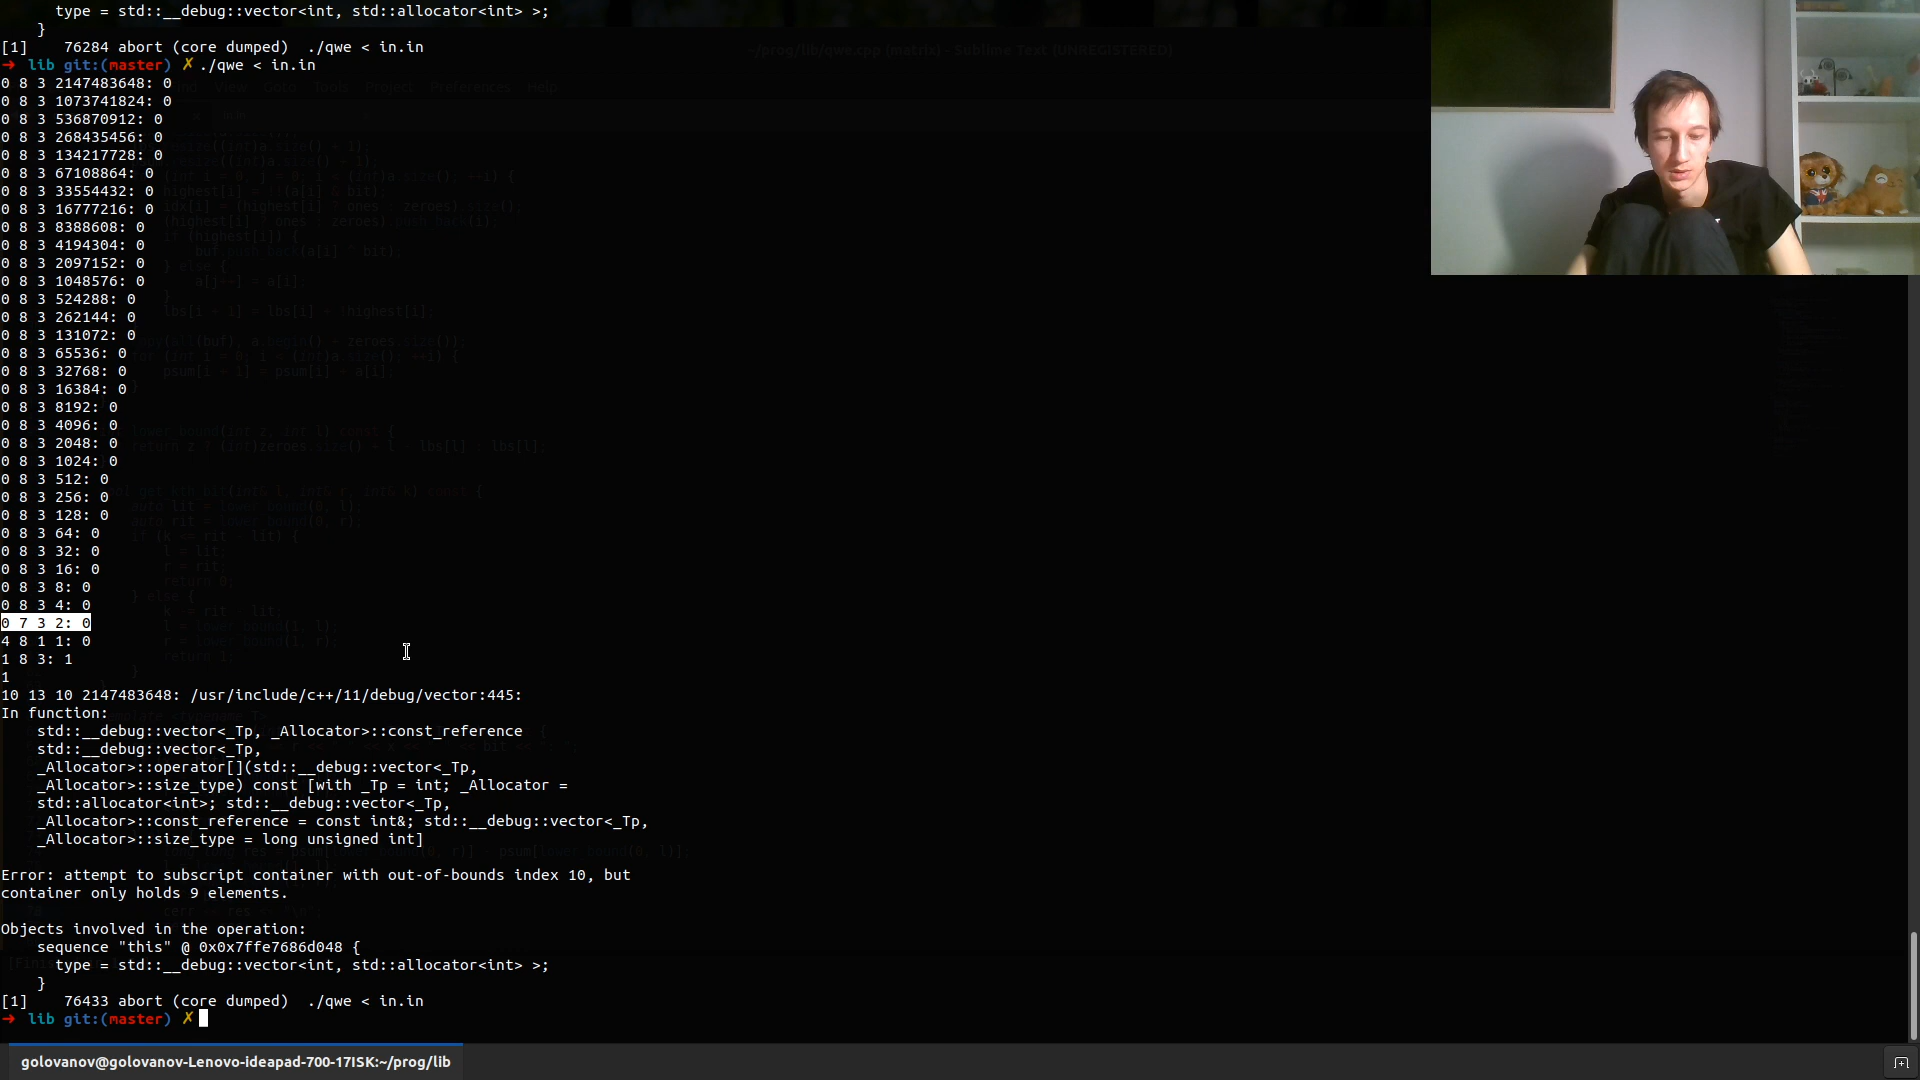 type = std::__debug::vector<int, std::allocator<int> >;
}
[1]    76284 abort (core dumped)  ./qwe < in.in
➜  lib git:(master) ✗ ./qwe < in.in
0 8 3 2147483648: 0
0 8 3 1073741824: 0
0 8 3 536870912: 0
0 8 3 268435456: 0
0 8 3 134217728: 0
0 8 3 67108864: 0
0 8 3 33554432: 0
0 8 3 16777216: 0
0 8 3 8388608: 0
0 8 3 4194304: 0
0 8 3 2097152: 0
0 8 3 1048576: 0
0 8 3 524288: 0
0 8 3 262144: 0
0 8 3 131072: 0
0 8 3 65536: 0
0 8 3 32768: 0
0 8 3 16384: 0
0 8 3 8192: 0
0 8 3 4096: 0
0 8 3 2048: 0
0 8 3 1024: 0
0 8 3 512: 0
0 8 3 256: 0
0 8 3 128: 0
0 8 3 64: 0
0 8 3 32: 0
0 8 3 16: 0
0 8 3 8: 0
0 8 3 4: 0
0 7 3 2: 0
4 8 1 1: 0
1 8 3: 1
1
10 13 10 2147483648: /usr/include/c++/11/debug/vector:445:
In function:
std::__debug::vector<_Tp, _Allocator>::const_reference
std::__debug::vector<_Tp,
_Allocator>::operator[](std::__debug::vector<_Tp,
_Allocator>::size_type) const [with _Tp = int; _Allocator =
std::allocator<int>; std::__debug::vector<_Tp,
_Allocator>::const_reference = const int&; std::__debug::vector<_Tp,
_Allocator>::size_type = long unsigned int]
Error: attempt to subscript container with out-of-bounds index 10, but
container only holds 9 elements.
Objects involved in the operation:
sequence "this" @ 0x0x7ffe7686d048 {
type = std::__debug::vector<int, std::allocator<int> >;
}
[1]    76433 abort (core dumped)  ./qwe < in.in
➜  lib git:(master) ✗
golovanov@golovanov-Lenovo-ideapad-700-17ISK:~/prog/lib